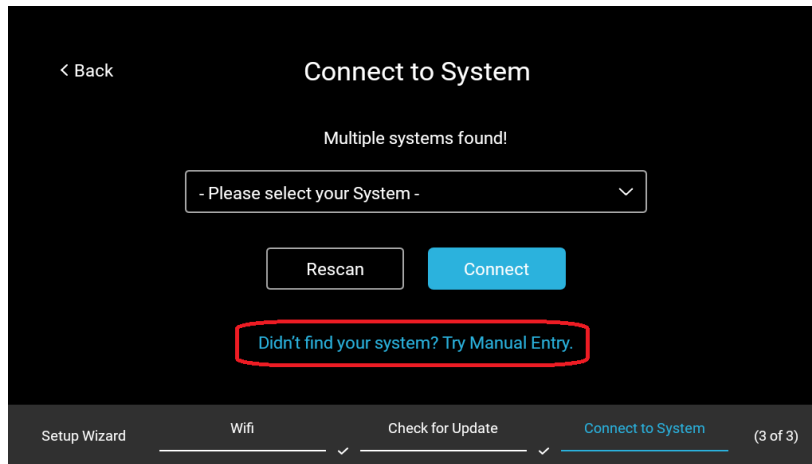 < Back
Connect to System
Multiple systems found!
- Please select your System -
Rescan
Connect
Didn't find your system? Try Manual Entry.
Setup Wizard
Wifi
Check for Update
Connect to System
(3 of 3)